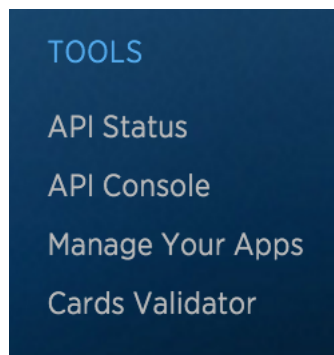 TOOLS
API Status
API Console
Manage Your Apps
Cards Validator